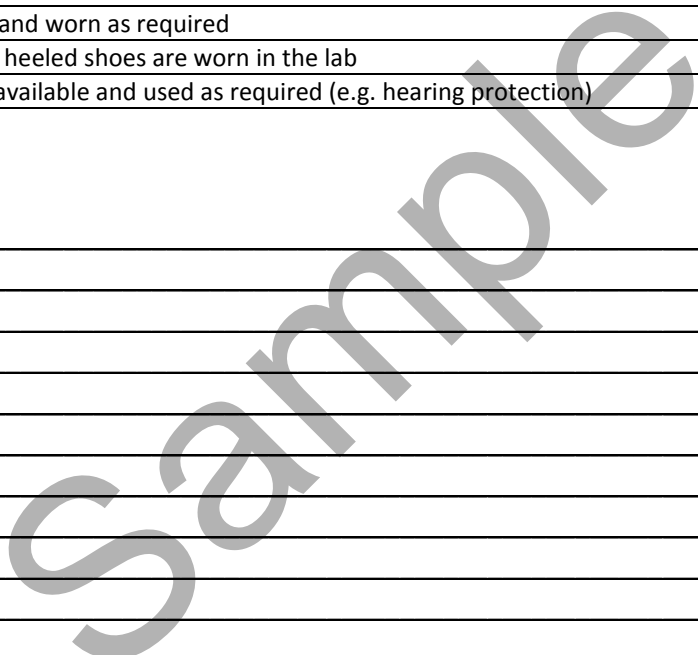 and worn as required
heeled shoes are worn in the lab
available and used as required (e.g. hearing protection)
Sample